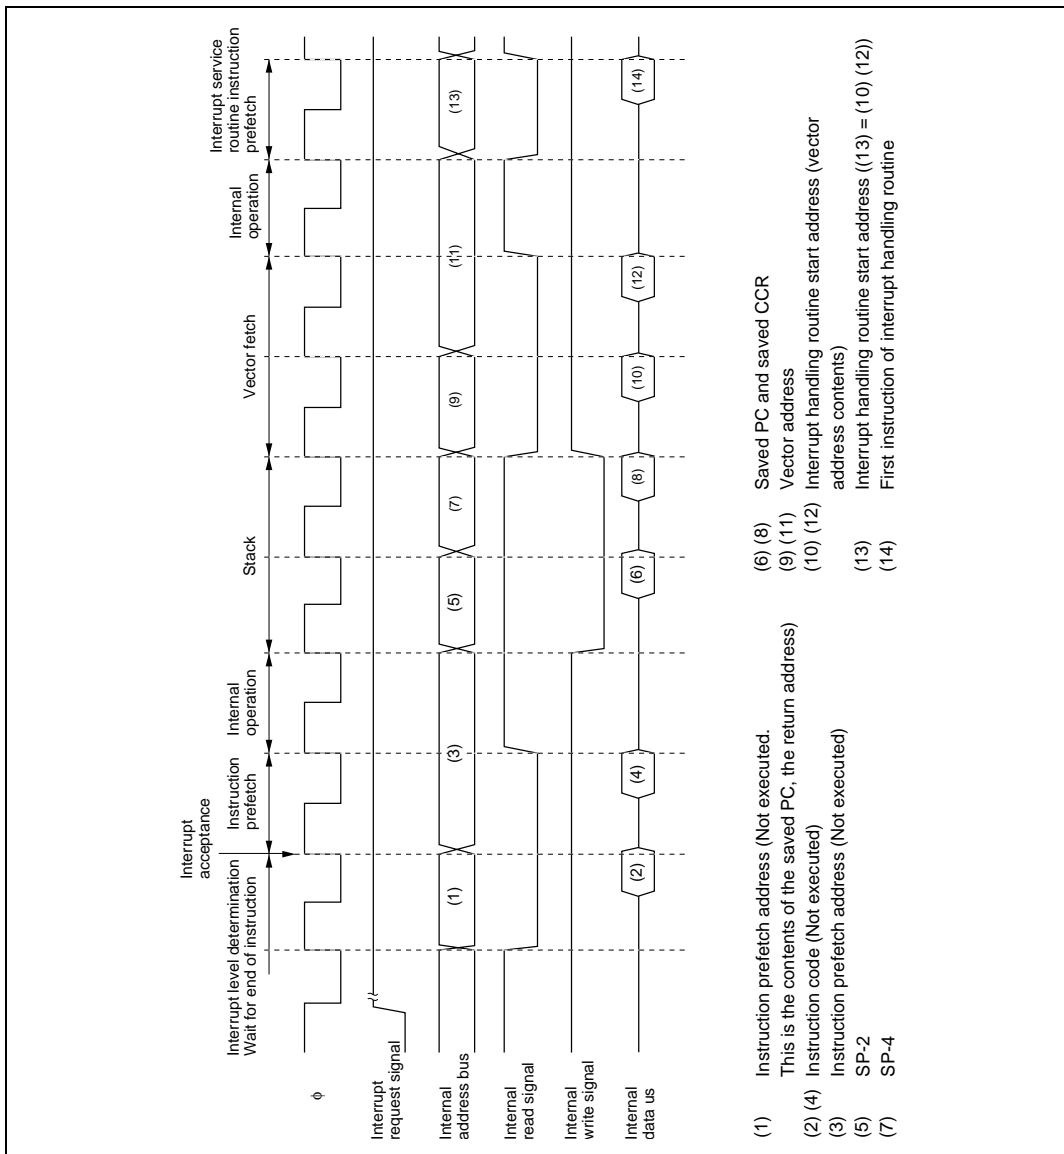 Interrupt
acceptance
Interrupt level determination
Wait for end of instruction
Instruction
prefetch
Internal
operation
Stack
Vector fetch
Internal
operation
Interrupt service
routine instruction
prefetch
φ
Interrupt
request signal
Internal
address bus
(1)
(3)
(5)
(7)
(9)
(11)
(13)
Internal
read signal
Internal
write signal
Internal
data us
(2)
(4)
(6)
(8)
(10)
(12)
(14)
(1) Instruction prefetch address (Not executed.
This is the contents of the saved PC, the return address)
(2) (4) Instruction code (Not executed)
(3) Instruction prefetch address (Not executed)
(5) SP-2
(7) SP-4
(6) (8) Saved PC and saved CCR
(9) (11) Vector address
(10) (12) Interrupt handling routine start address (vector
address contents)
(13) Interrupt handling routine start address ((13) = (10) (12))
(14) First instruction of interrupt handling routine